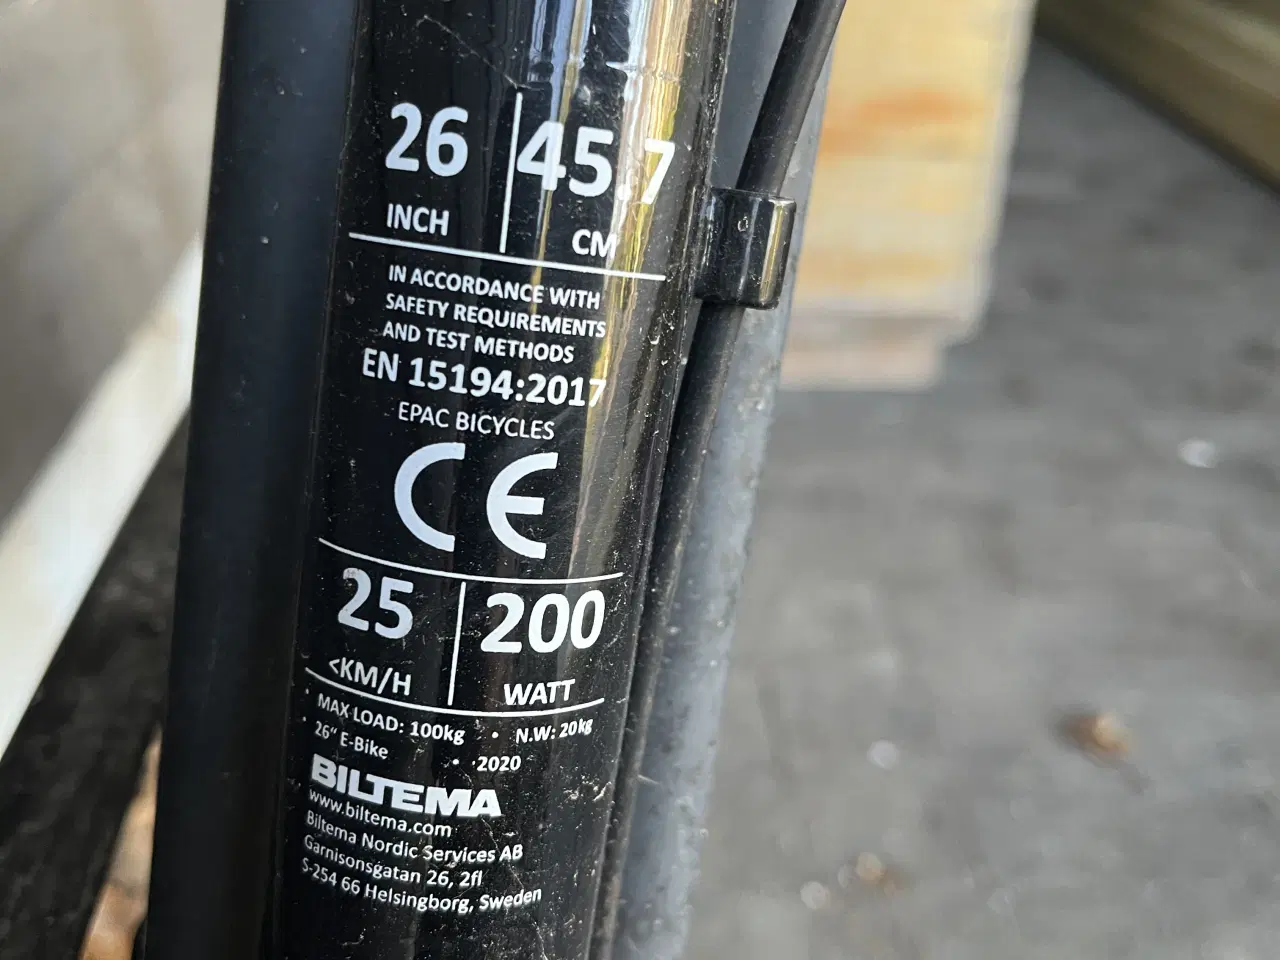 26 45.7
INCH CM
IN ACCORDANCE WITH
SAFETY REQUIREMENTS
AND TEST METHODS
EN 15194:2017
EPAC BICYCLES
CE
25 200
<KM/H WATT
• MAX LOAD: 100kg • N.W: 20kg
• 26" E-Bike • 2020
BILTEMA
www.biltema.com
Biltema Nordic Services AB
Garnisonsgatan 26, 2fl
S-254 66 Helsingborg, Sweden